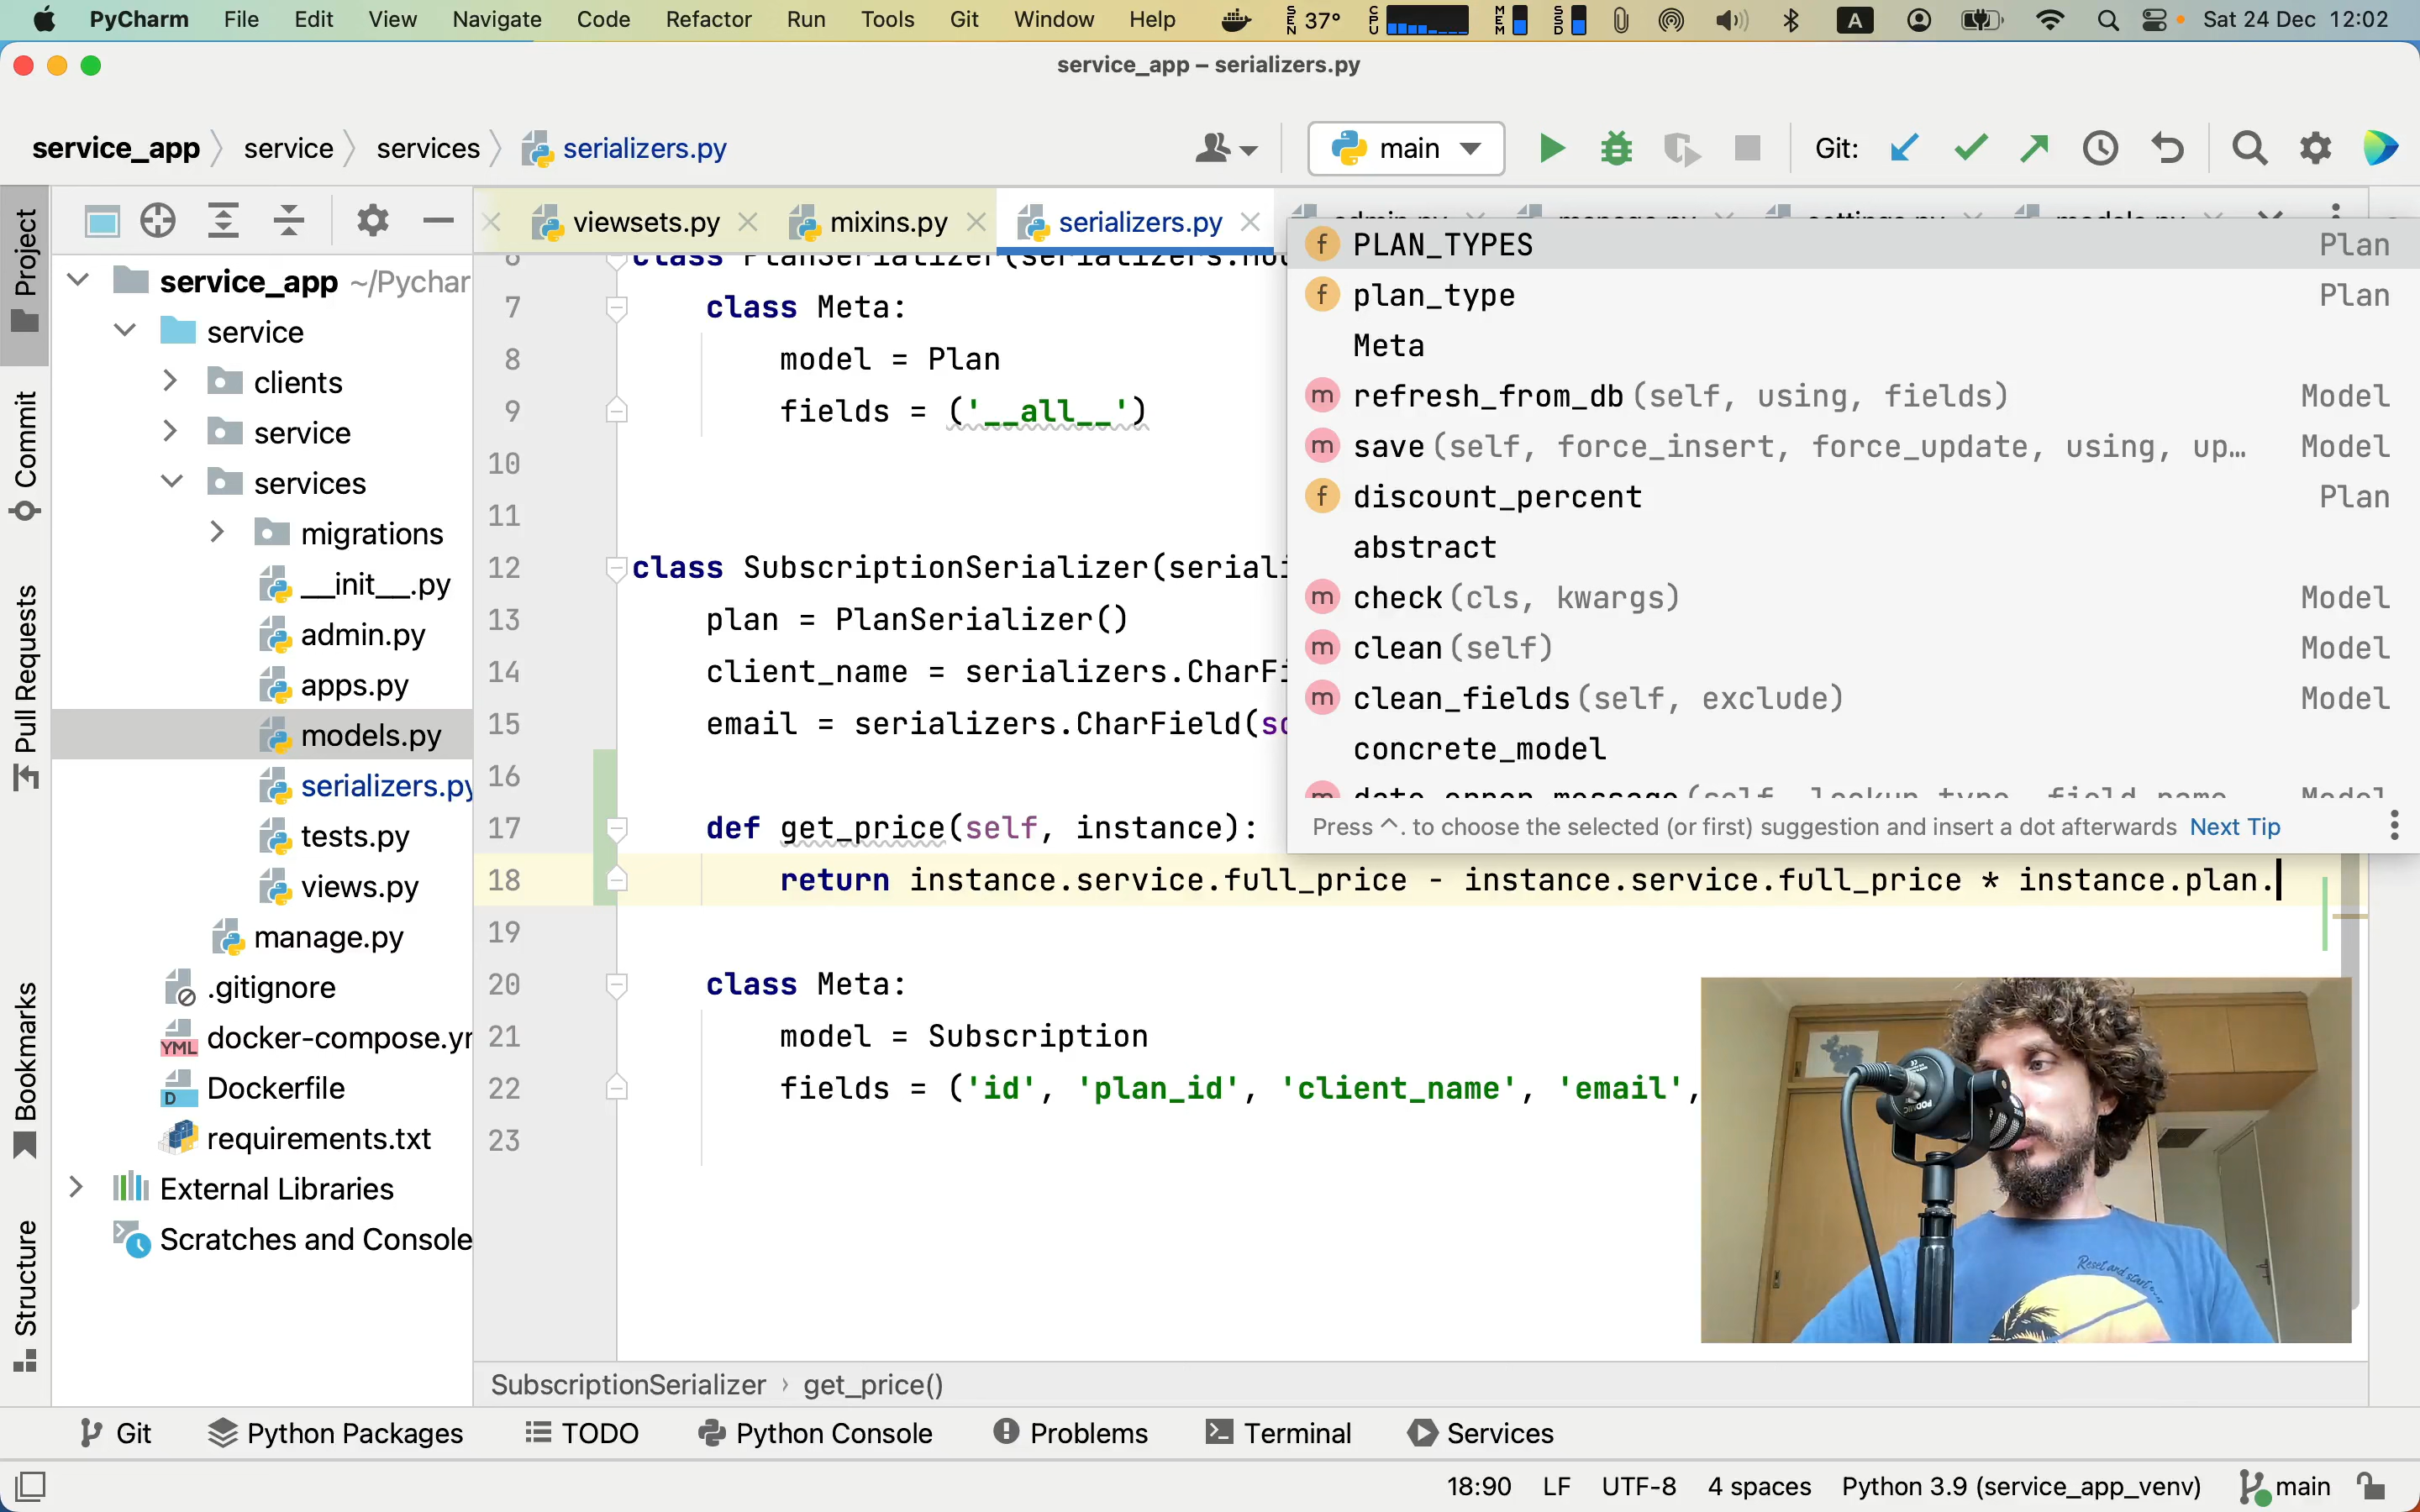 PyCharm File Edit View Navigate Code Refactor Run Tools Git Window Help SEN 37° CPU MEM SSD A Sat 24 Dec 12:02
service_app – serializers.py
service_app service services serializers.py main Git:
viewsets.py mixins.py serializers.py
Project
Commit
Pull Requests
Bookmarks
Structure
service_app ~/Pychar
service
clients
service
services
migrations
__init__.py
admin.py
apps.py
models.py
serializers.py
tests.py
views.py
manage.py
.gitignore
docker-compose.yr
Dockerfile
requirements.txt
External Libraries
Scratches and Console
7 class Meta:
8 model = Plan
9 fields = ('__all__')
10
11
12 class SubscriptionSerializer(seriali
13 plan = PlanSerializer()
14 client_name = serializers.CharFi
15 email = serializers.CharField(so
16
17 def get_price(self, instance):
18 return instance.service.full_price - instance.service.full_price * instance.plan.
19
20 class Meta:
21 model = Subscription
22 fields = ('id', 'plan_id', 'client_name', 'email',
23
f PLAN_TYPES Plan
f plan_type Plan
Meta
m refresh_from_db(self, using, fields) Model
m save(self, force_insert, force_update, using, up… Model
f discount_percent Plan
abstract
m check(cls, kwargs) Model
m clean(self) Model
m clean_fields(self, exclude) Model
concrete_model
Press ^. to choose the selected (or first) suggestion and insert a dot afterwards Next Tip
Reset and start over
SubscriptionSerializer › get_price()
Git Python Packages TODO Python Console Problems Terminal Services
18:90 LF UTF-8 4 spaces Python 3.9 (service_app_venv) main